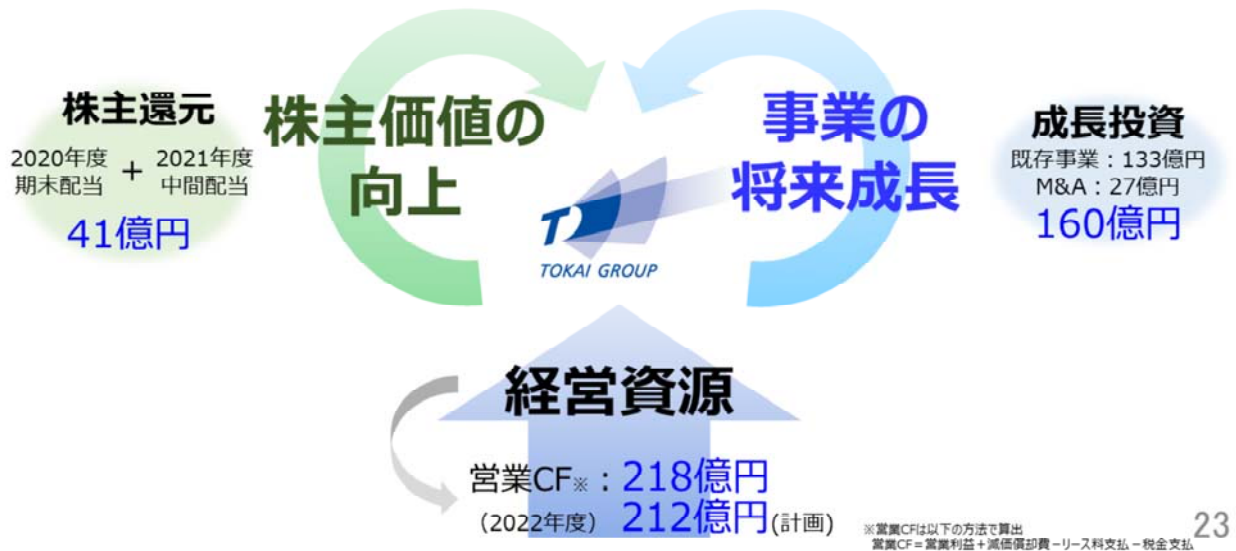 株主還元
2020年度 + 2021年度
期末配当 中間配当
41億円
株主価値の
向上
事業の
将来成長
成長投資
既存事業：133億円
M&A：27億円
160億円
T
TOKAI GROUP
経営資源
営業CF※：218億円
（2022年度） 212億円(計画)
※営業CFは以下の方法で算出
営業CF＝営業利益＋減価償却費－リース料支払－税金支払
23